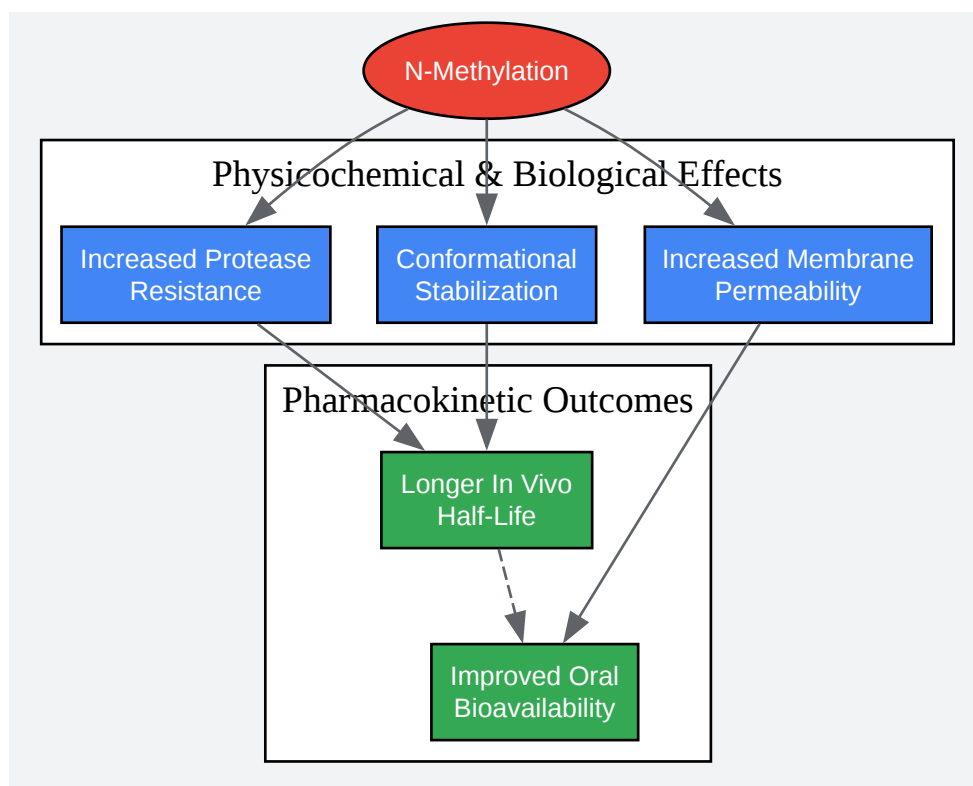 N-Methylation
Physicochemical & Biological Effects
Increased Protease
Resistance
Conformational
Stabilization
Increased Membrane
Permeability
Pharmacokinetic Outcomes
Longer In Vivo
Half-Life
Improved Oral
Bioavailability